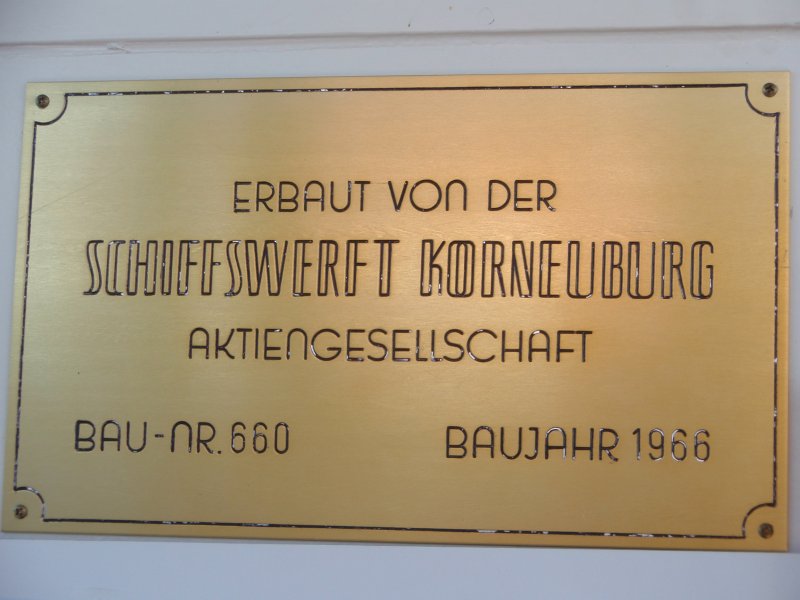 ERBAUT VON DER
SCHIFFSWERFT KORNEUBURG
AKTIENGESELLSCHAFT
BAU-NR. 660 BAUJAHR 1966